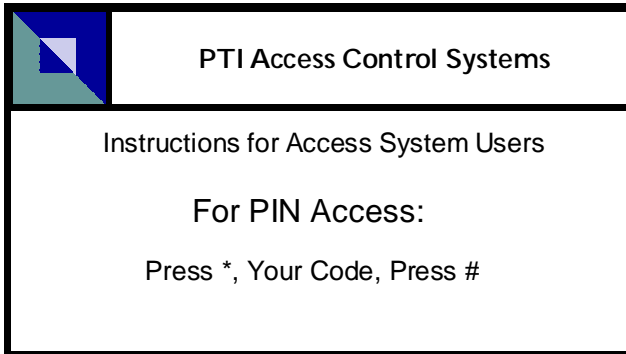 PTI Access Control Systems
Instructions for Access System Users
For PIN Access:
Press *, Your Code, Press #